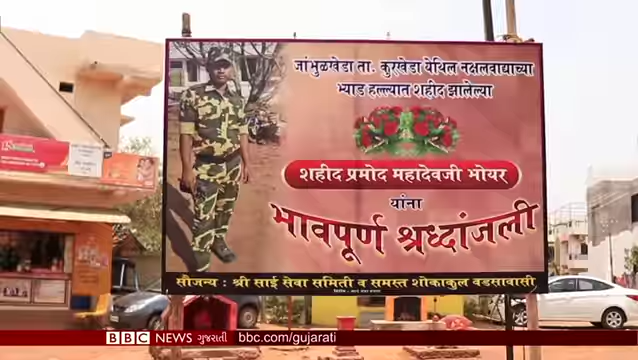 जांभुळखेडा ता. कुरखेडा येथिल नक्षलवाद्याच्या
भ्याड हल्ल्यात शहीद झालेल्या
शहीद प्रमोद महादेवजी भोयर
यांना
भावपूर्ण श्रध्दांजली
सौजन्य : श्री साई सेवा समिती व समस्त शोकाकुल वडसावासी
BBC NEWS ગુજરાતી bbc.com/gujarati